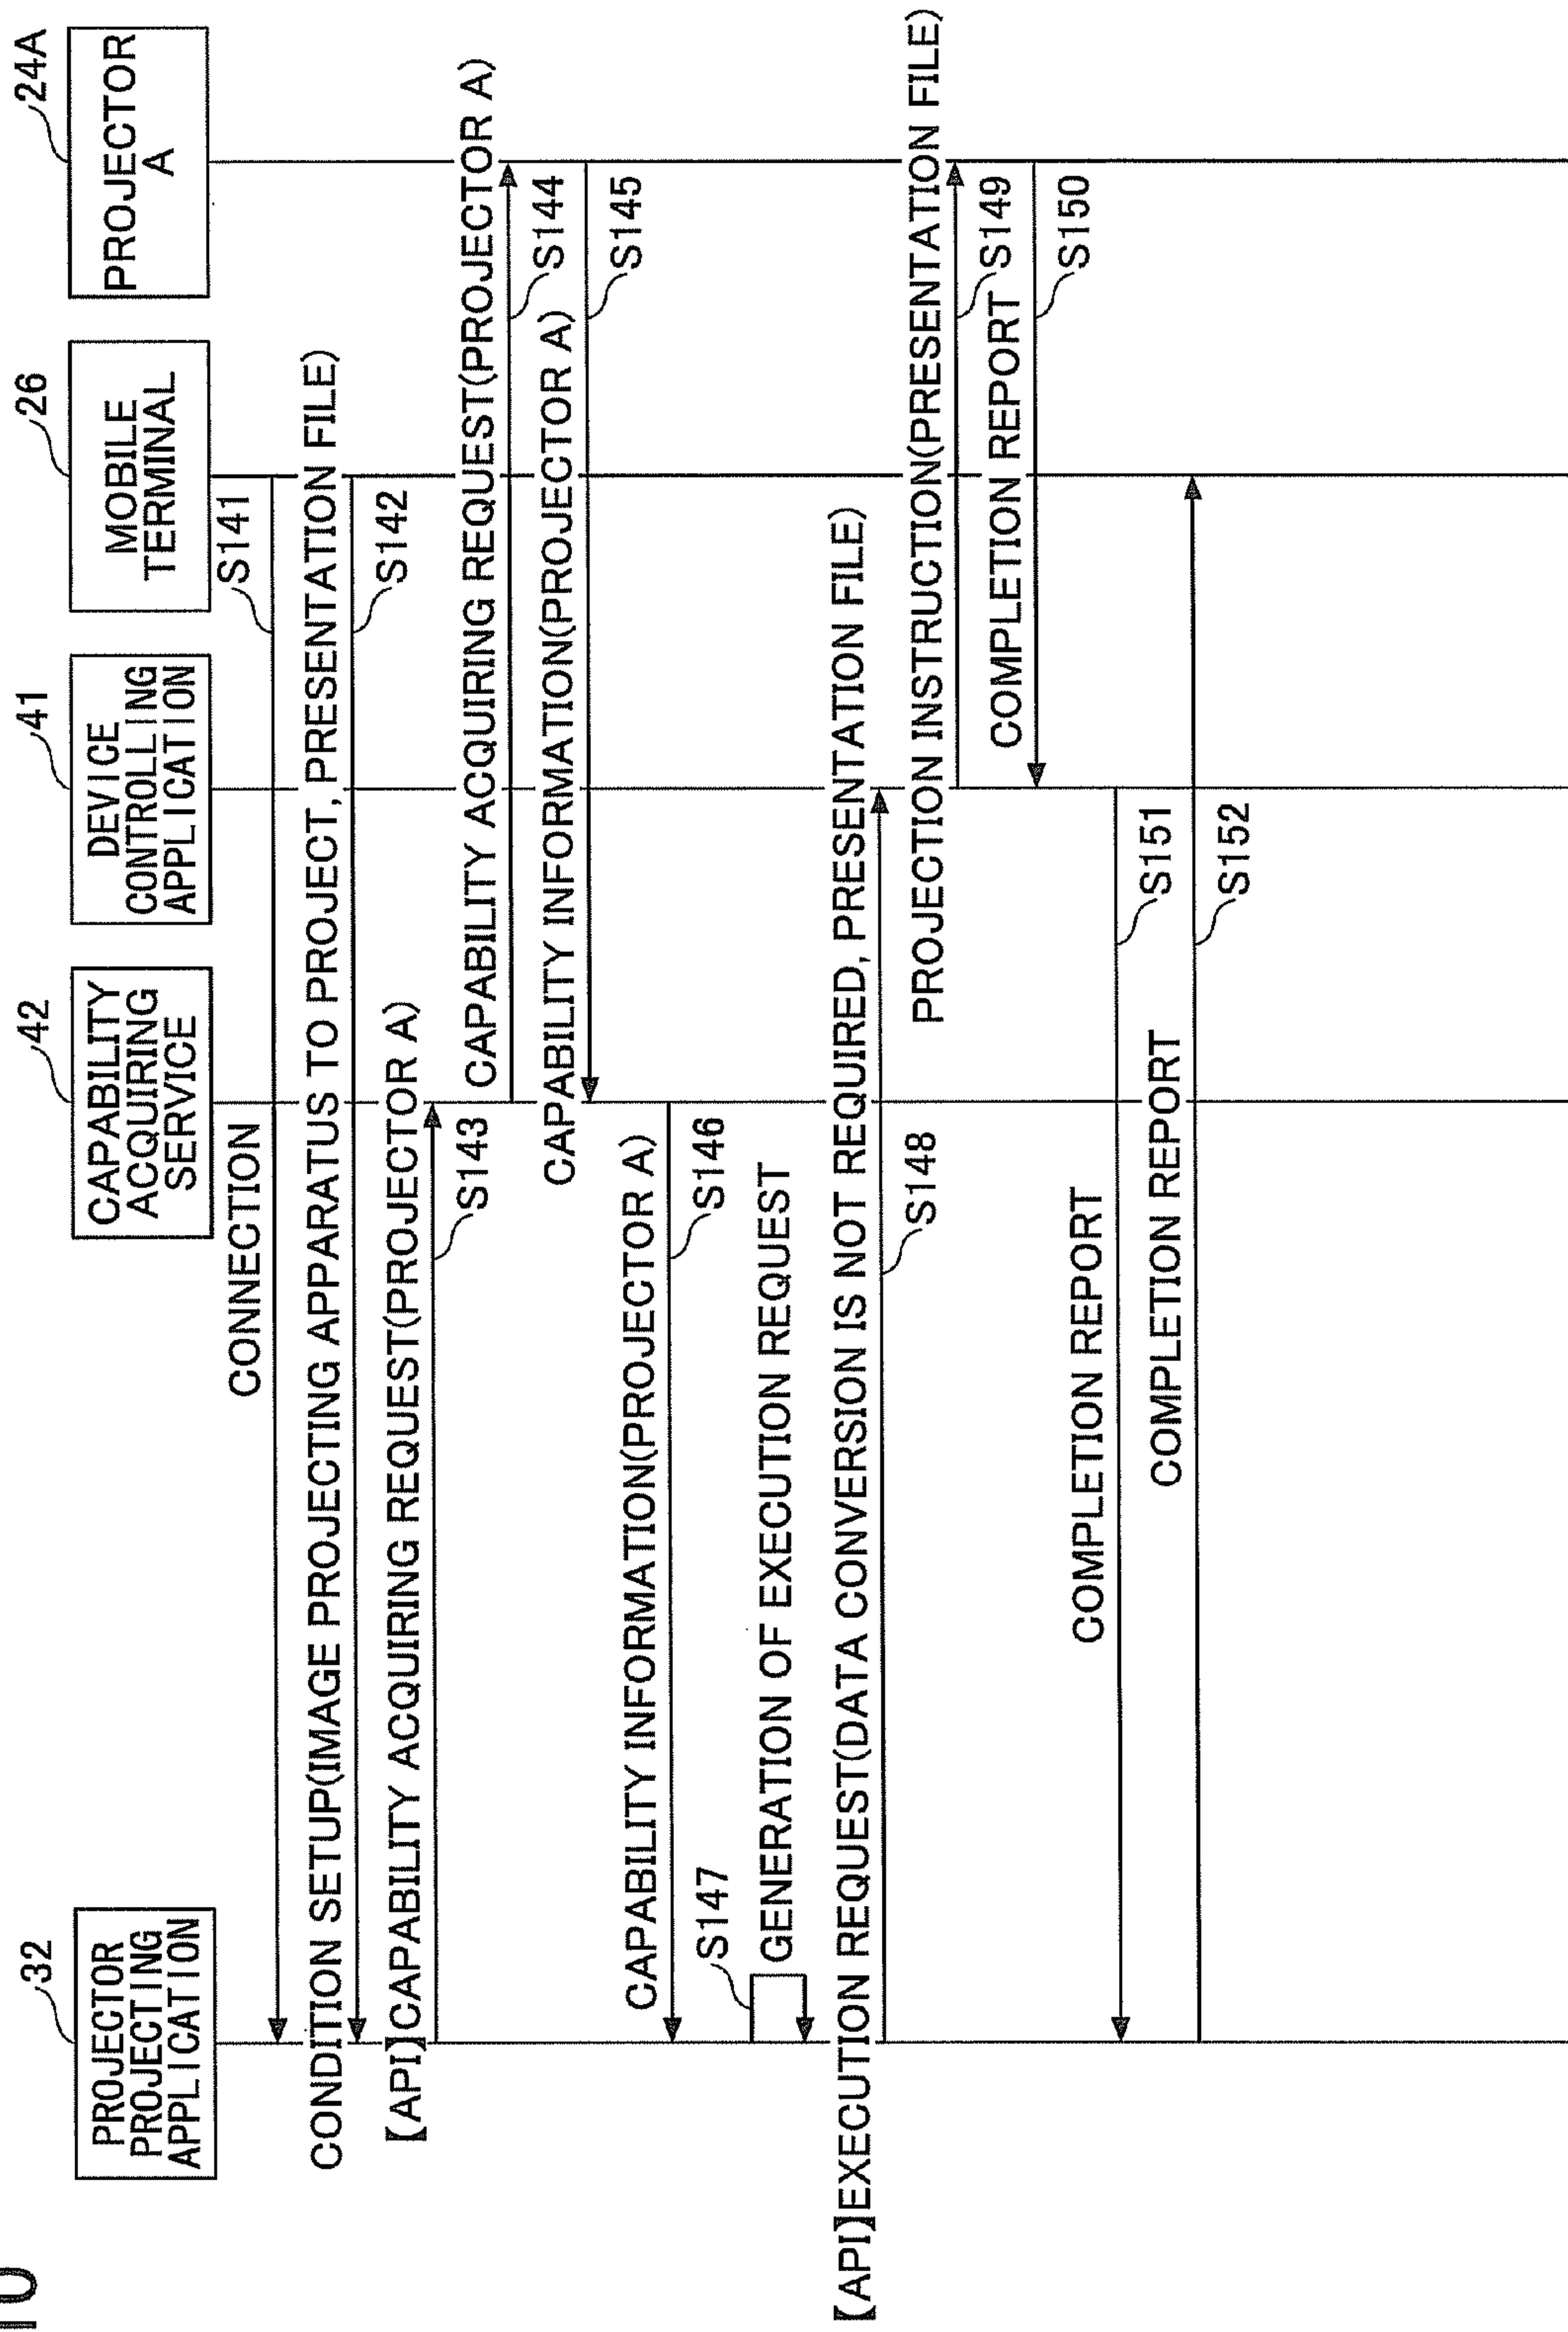 32
PROJECTOR
PROJECTING
APPLICATION
42
CAPABILITY
ACQUIRING
SERVICE
41
DEVICE
CONTROLLING
APPLICATION
26
MOBILE
TERMINAL
24A
PROJECTOR
A
CONNECTION
S141
CONDITION SETUP(IMAGE PROJECTING APPARATUS TO PROJECT, PRESENTATION FILE)
S142
【API】CAPABILITY ACQUIRING REQUEST(PROJECTOR A)
S143
CAPABILITY ACQUIRING REQUEST(PROJECTOR A)
S144
CAPABILITY INFORMATION(PROJECTOR A)
S145
CAPABILITY INFORMATION(PROJECTOR A)
S146
S147
GENERATION OF EXECUTION REQUEST
【API】EXECUTION REQUEST(DATA CONVERSION IS NOT REQUIRED, PRESENTATION FILE)
S148
PROJECTION INSTRUCTION(PRESENTATION FILE)
S149
COMPLETION REPORT
S150
COMPLETION REPORT
S151
COMPLETION REPORT
S152